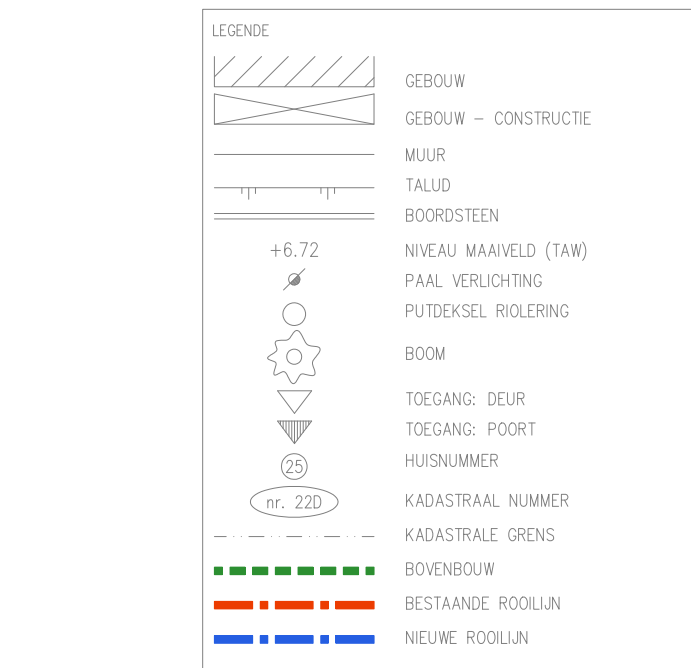 LEGENDE
GEBOUW
GEBOUW – CONSTRUCTIE
MUUR
TALUD
BOORDSTEEN
+6.72 NIVEAU MAAIVELD (TAW)
PAAL VERLICHTING
PUTDEKSEL RIOLERING
BOOM
TOEGANG: DEUR
TOEGANG: POORT
25 HUISNUMMER
nr. 22D KADASTRAAL NUMMER
KADASTRALE GRENS
BOVENBOUW
BESTAANDE ROOILIJN
NIEUWE ROOILIJN